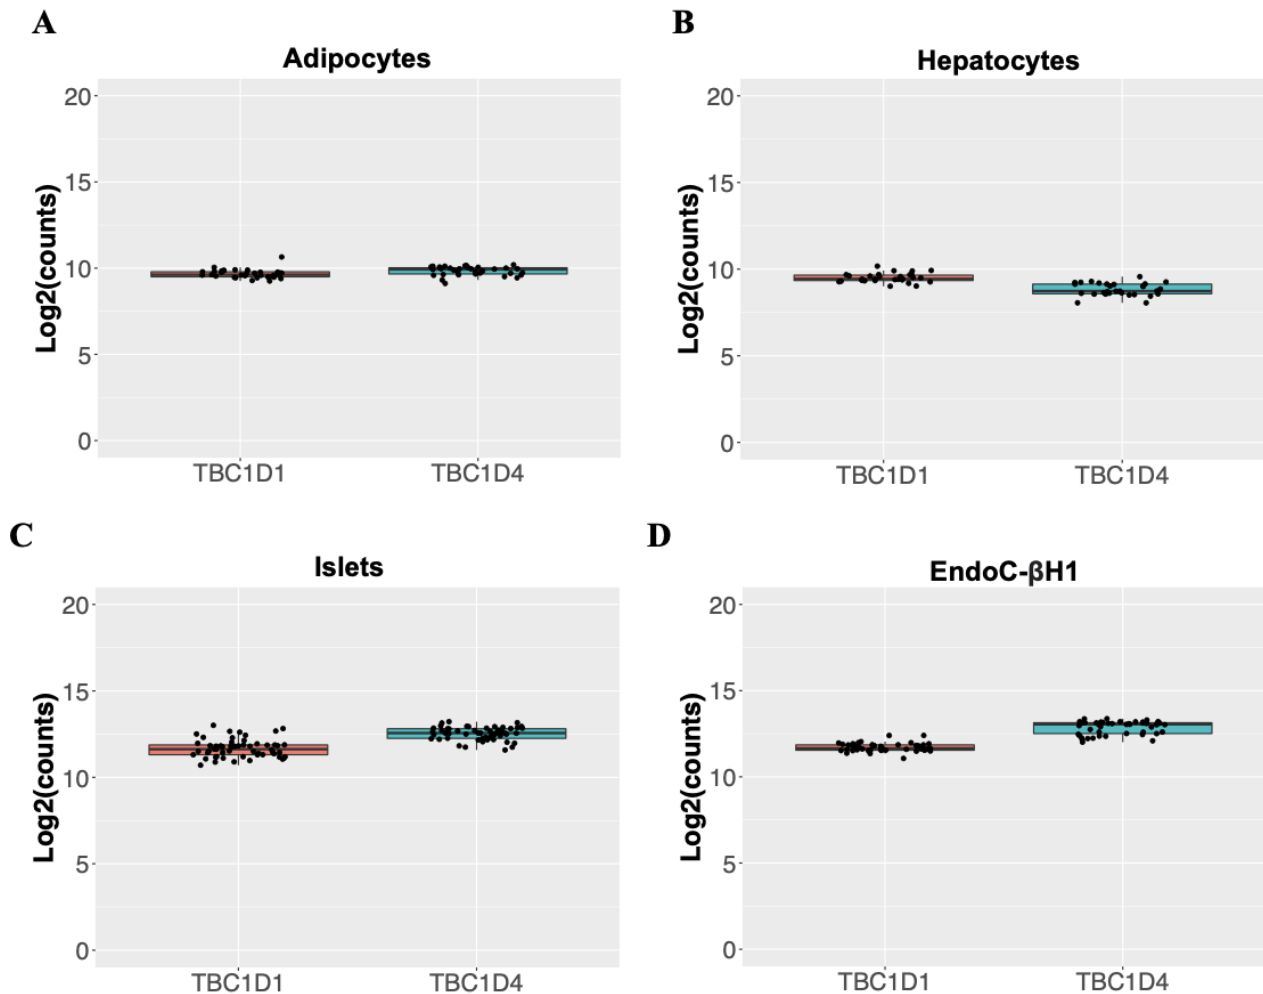 A
Adipocytes
Log2(counts)
20
15
10
5
0
TBC1D1
TBC1D4
B
Hepatocytes
Log2(counts)
20
15
10
5
0
TBC1D1
TBC1D4
C
Islets
Log2(counts)
20
15
10
5
0
TBC1D1
TBC1D4
D
EndoC-βH1
Log2(counts)
20
15
10
5
0
TBC1D1
TBC1D4